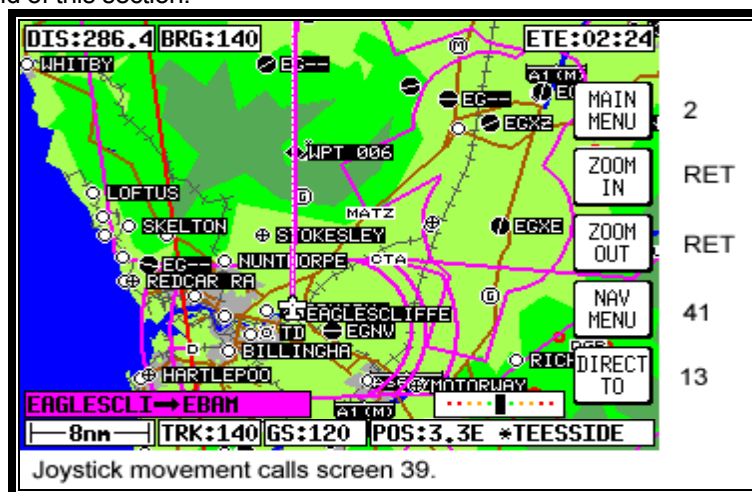 DIS:286.4 BRG:140 ETE:02:24
M
A1(M)
WHITBY
EG--
EG--
EGXZ
MAIN MENU 2
WPT 006
ZOOM IN RET
LOFTUS
G
MATZ
SKELTON
STOKESLEY
EGXE
ZOOM OUT RET
EG--
NUNTHORPE
CTA
REDCAR RA
G
NAV MENU 41
EAGLESCLIFFE
TD
EGNV
D
BILLINGHA
RICH
DIRECT TO 13
HARTLEPOO
MOTORWAY
EAGLESCLI→EBAM
A1(M)
8nm TRK:140 GS:120 POS:3.3E *TEESSIDE
Joystick movement calls screen 39.